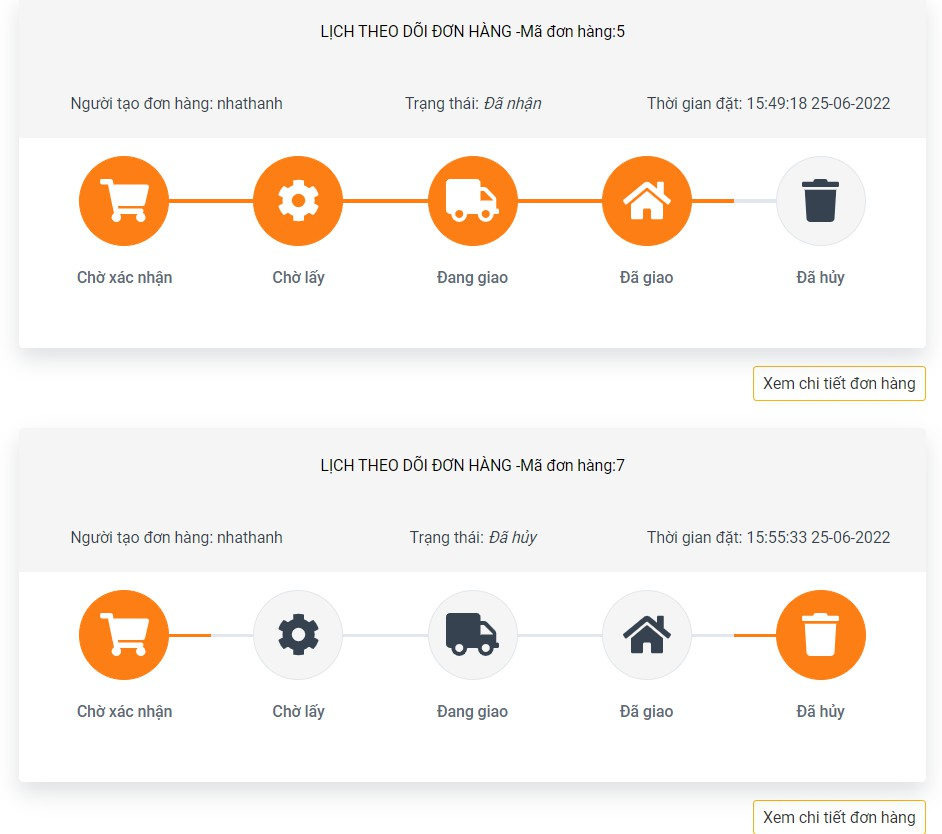 LỊCH THEO DÕI ĐƠN HÀNG -Mã đơn hàng:5
Người tạo đơn hàng: nhathanh Trạng thái: Đã nhận Thời gian đặt: 15:49:18 25-06-2022
Chờ xác nhận Chờ lấy Đang giao Đã giao Đã hủy
Xem chi tiết đơn hàng
LỊCH THEO DÕI ĐƠN HÀNG -Mã đơn hàng:7
Người tạo đơn hàng: nhathanh Trạng thái: Đã hủy Thời gian đặt: 15:55:33 25-06-2022
Chờ xác nhận Chờ lấy Đang giao Đã giao Đã hủy
Xem chi tiết đơn hàng